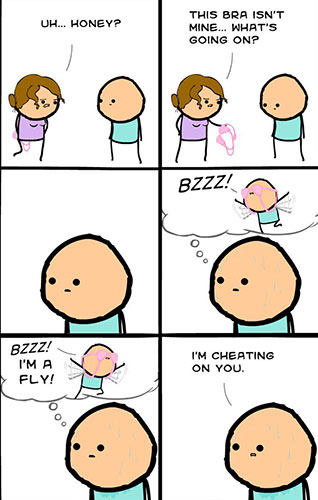 UH... HONEY?
THIS BRA ISN'T
MINE... WHAT'S
GOING ON?
BZZZ!
BZZZ!
I'M A
FLY!
I'M CHEATING
ON YOU.